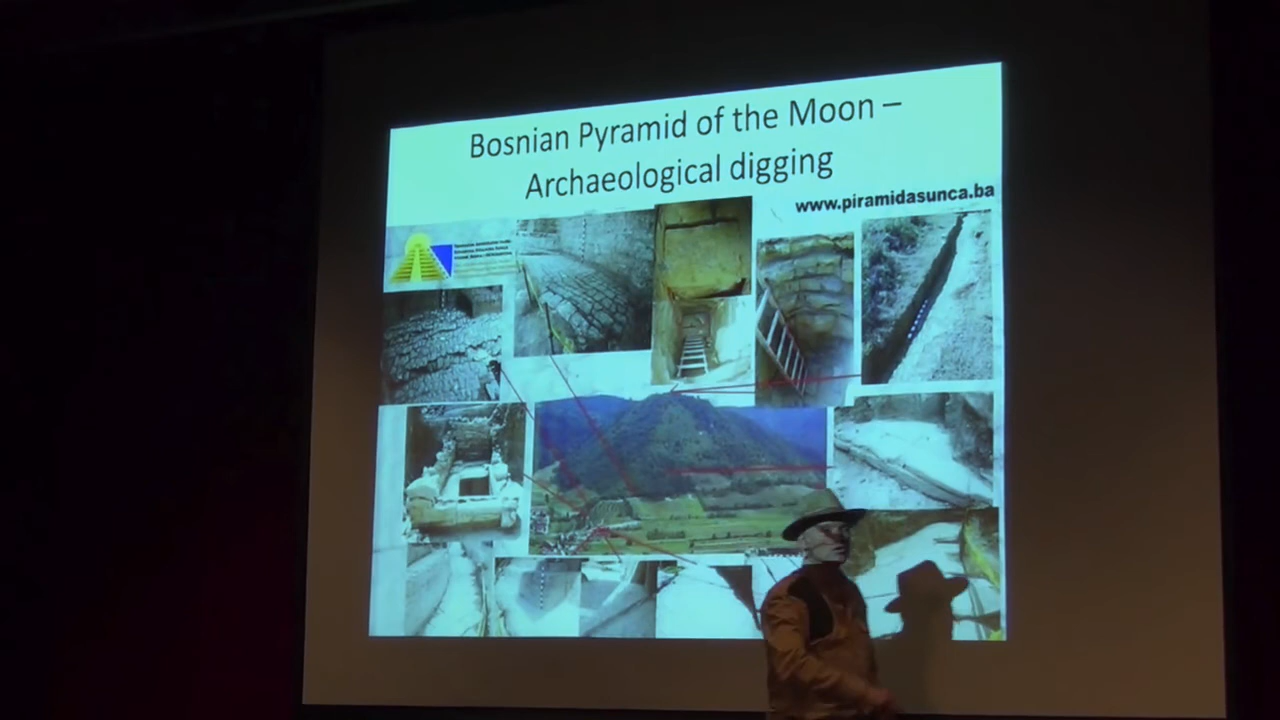 Bosnian Pyramid of the Moon –
Archaeological digging
www.piramidasunca.ba